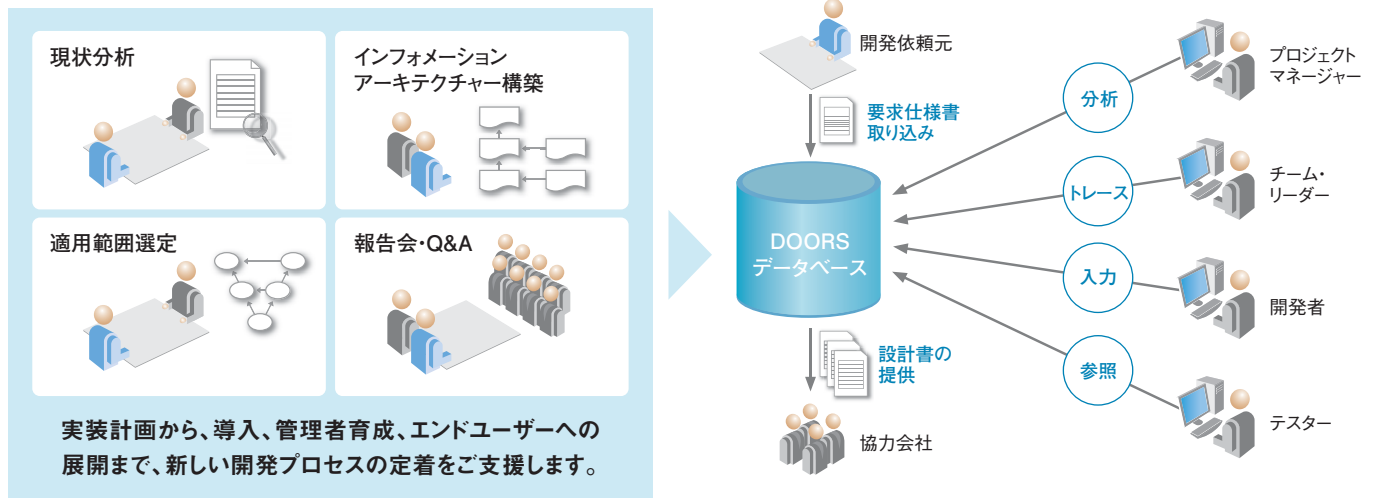 現状分析
インフォメーション
アーキテクチャー構築
適用範囲選定
報告会・Q&A
実装計画から、導入、管理者育成、エンドユーザーへの
展開まで、新しい開発プロセスの定着をご支援します。
開発依頼元
要求仕様書
取り込み
DOORS
データベース
設計書の
提供
協力会社
分析
プロジェクト
マネージャー
トレース
チーム・
リーダー
入力
開発者
参照
テスター